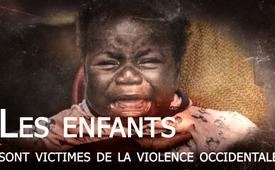 LES ENFANTS
SONT VICTIMES DE LA VIOLENCE OCCIDENTALE